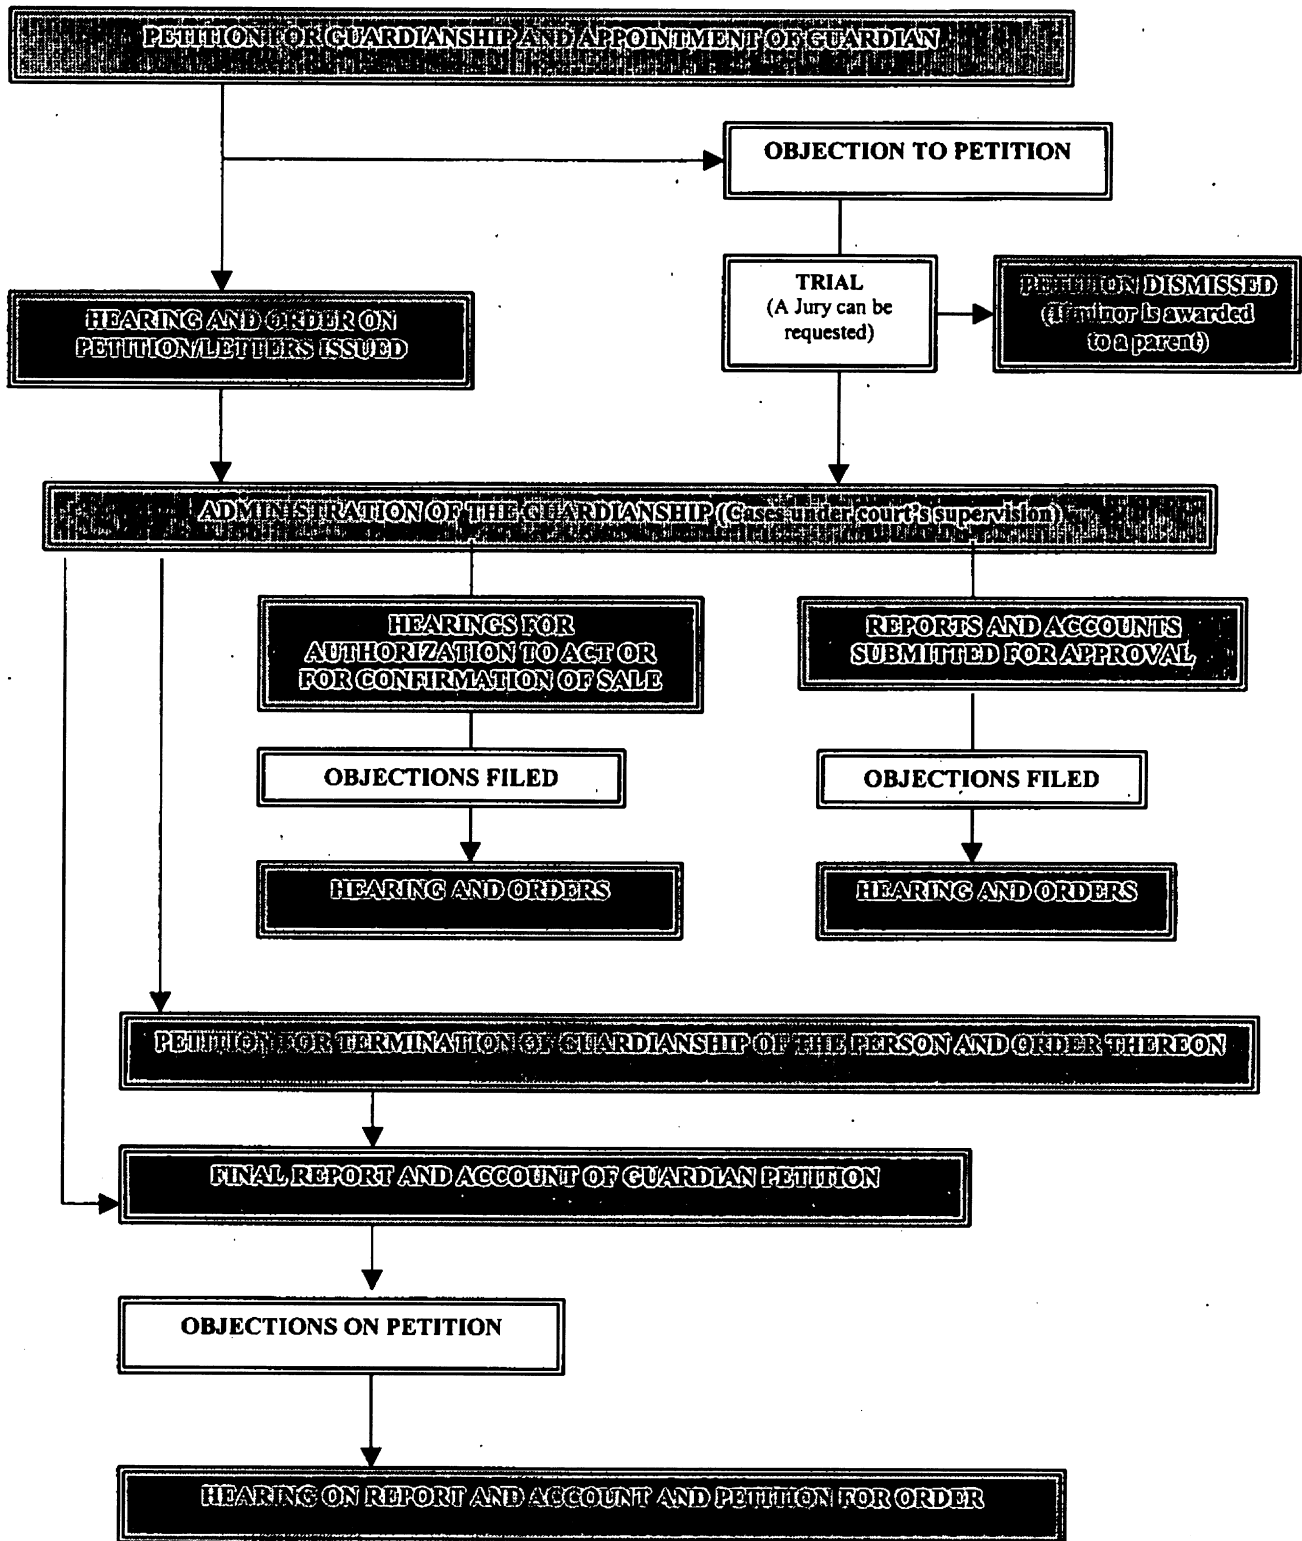 PETITION FOR GUARDIANSHIP AND APPOINTMENT OF GUARDIAN
OBJECTION TO PETITION
TRIAL
(A Jury can be
requested)
PETITION DISMISSED
(If minor is awarded
to a parent)
HEARING AND ORDER ON
PETITION/LETTERS ISSUED
ADMINISTRATION OF THE GUARDIANSHIP (Cases under court's supervision)
HEARINGS FOR
AUTHORIZATION TO ACT OR
FOR CONFIRMATION OF SALE
REPORTS AND ACCOUNTS
SUBMITTED FOR APPROVAL
OBJECTIONS FILED
OBJECTIONS FILED
HEARING AND ORDERS
HEARING AND ORDERS
PETITION FOR TERMINATION OF GUARDIANSHIP OF THE PERSON AND ORDER THEREON
FINAL REPORT AND ACCOUNT OF GUARDIAN PETITION
OBJECTIONS ON PETITION
HEARING ON REPORT AND ACCOUNT AND PETITION FOR ORDER